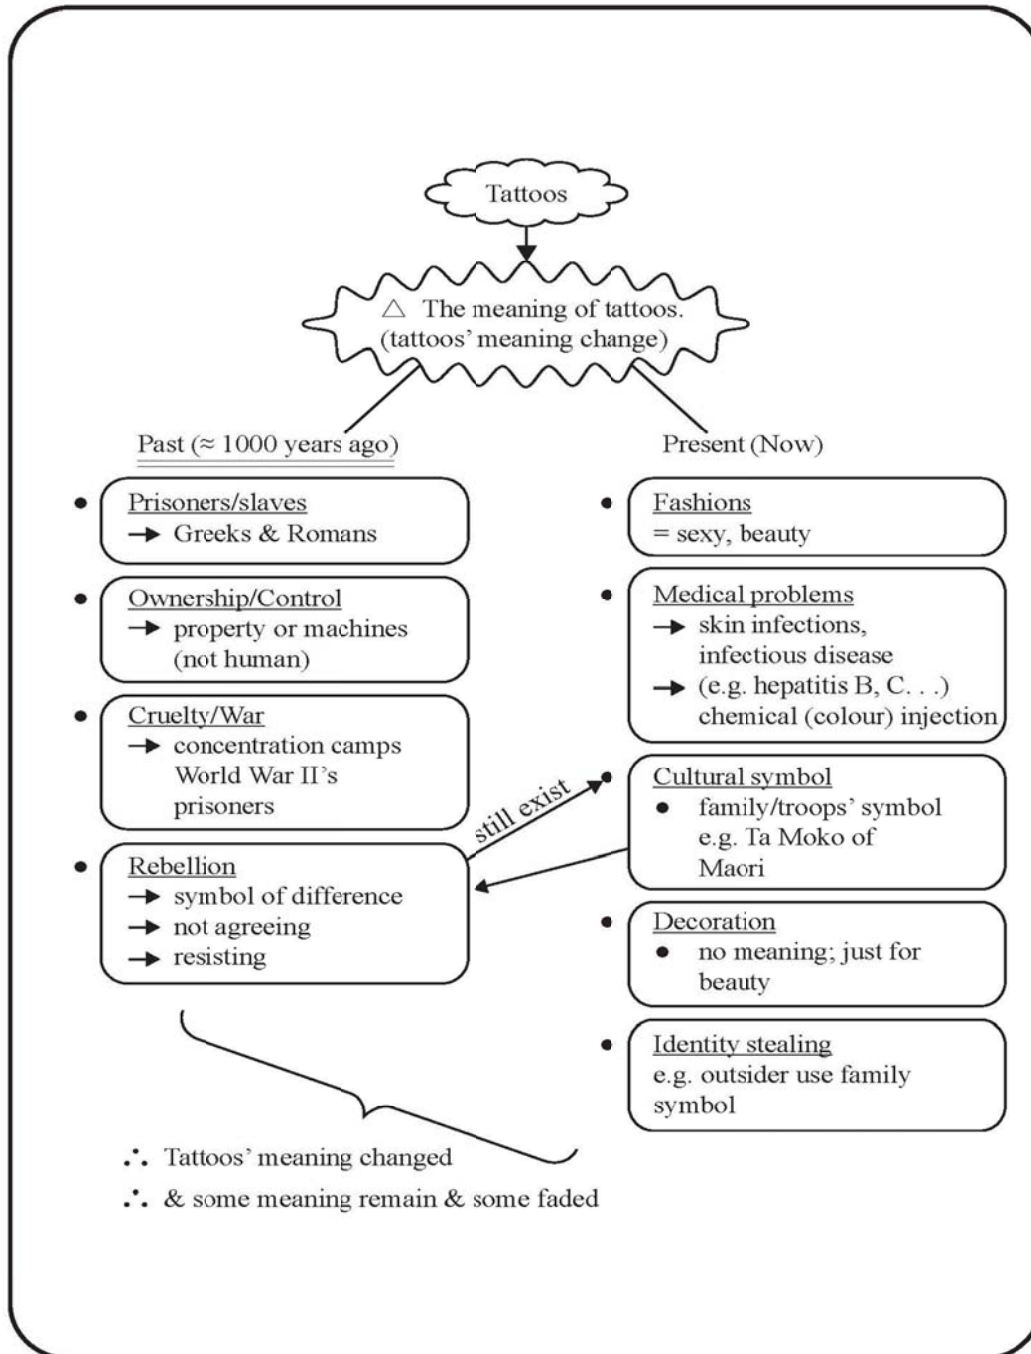 Tattoos
△ The meaning of tattoos.
(tattoos’ meaning change)
Past (≈ 1000 years ago)
• Prisoners/slaves
→ Greeks & Romans
• Ownership/Control
→ property or machines
(not human)
• Cruelty/War
→ concentration camps
World War II’s
prisoners
• Rebellion
→ symbol of difference
→ not agreeing
→ resisting
still exist
Present (Now)
• Fashions
= sexy, beauty
• Medical problems
→ skin infections,
infectious disease
→ (e.g. hepatitis B, C. . .)
chemical (colour) injection
• Cultural symbol
• family/troops’ symbol
e.g. Ta Moko of
Maori
• Decoration
• no meaning; just for
beauty
• Identity stealing
e.g. outsider use family
symbol
∴ Tattoos’ meaning changed
∴ & some meaning remain & some faded